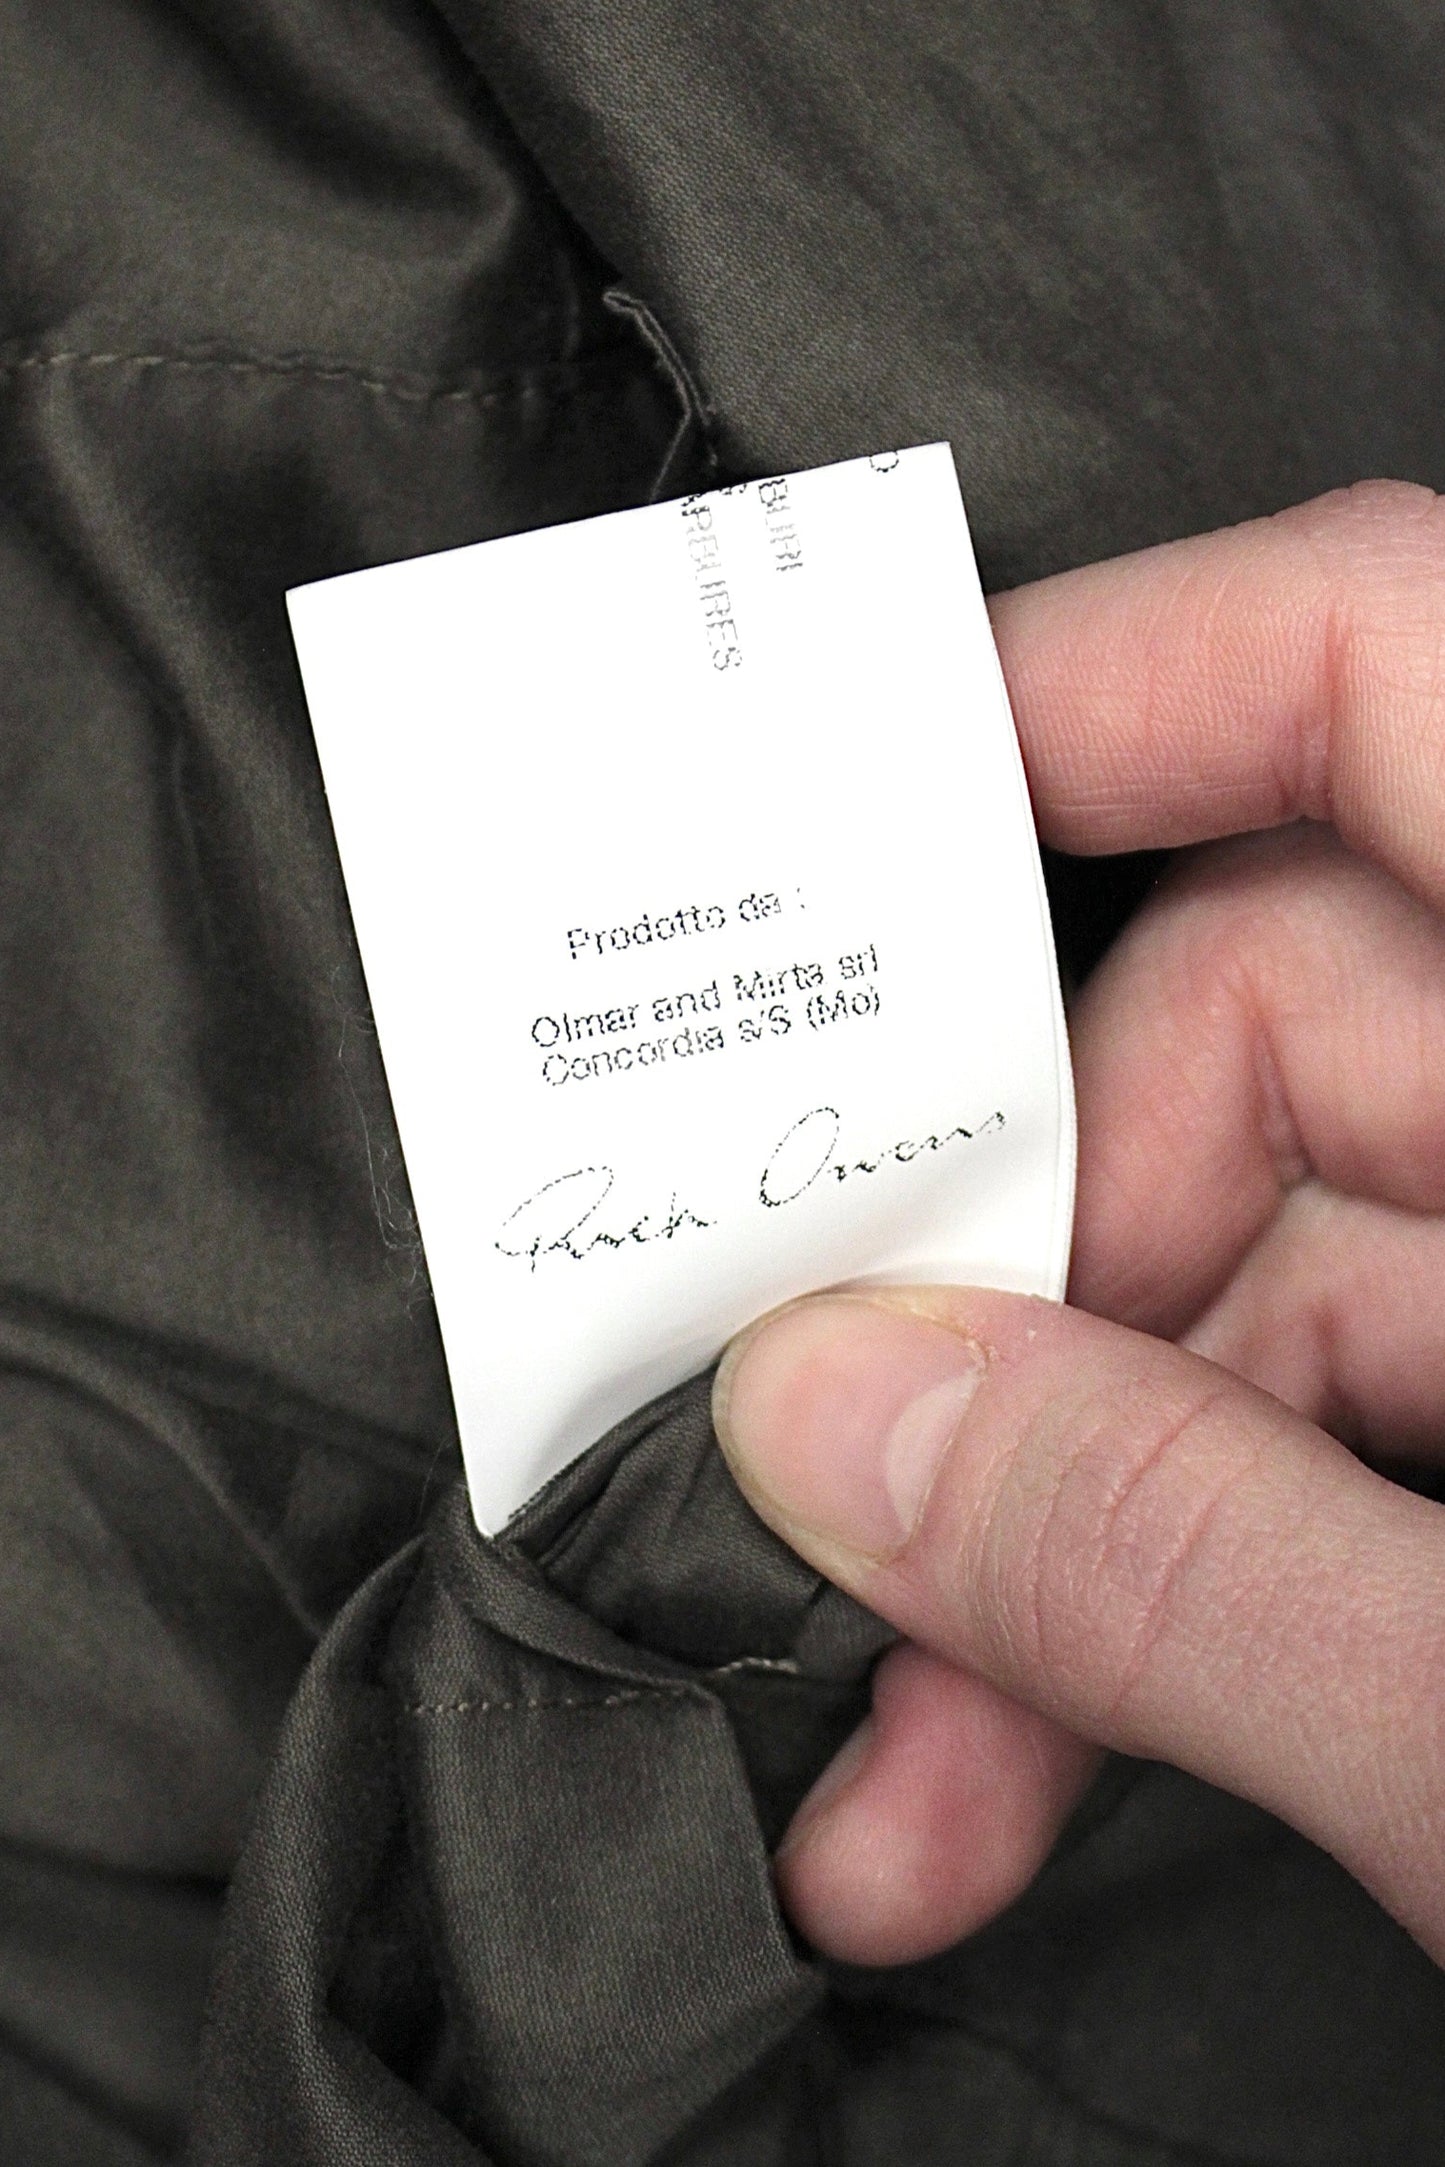 Prodotto da :
Olmar and Mirta srl
Concordia s/S (Mo)
Rick Owens